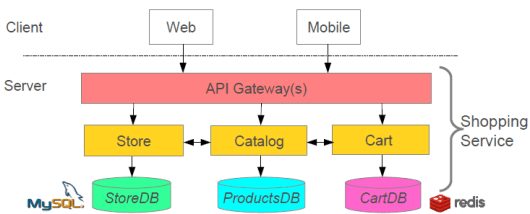 Client
Web
Mobile
Server
API Gateway(s)
Store
Catalog
Cart
Shopping
Service
MySQL
StoreDB
ProductsDB
CartDB
redis